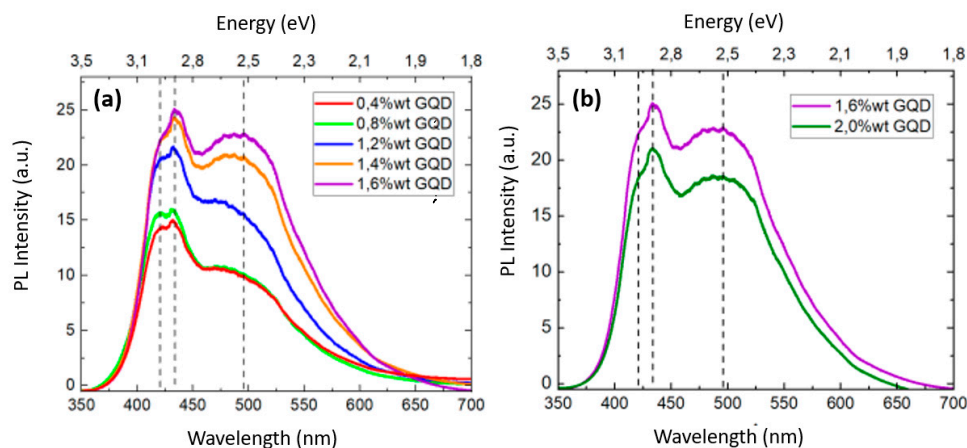 Energy (eV)
3,5 3,1 2,8 2,5 2,3 2,1 1,9 1,8
(a)
0,4%wt GQD
0,8%wt GQD
1,2%wt GQD
1,4%wt GQD
1,6%wt GQD
PL Intensity (a.u.)
25
20
15
10
5
0
350 400 450 500 550 600 650 700
Wavelength (nm)
Energy (eV)
3,5 3,1 2,8 2,5 2,3 2,1 1,9 1,8
(b)
1,6%wt GQD
2,0%wt GQD
PL Intensity (a.u.)
25
20
15
10
5
0
350 400 450 500 550 600 650 700
Wavelength (nm)